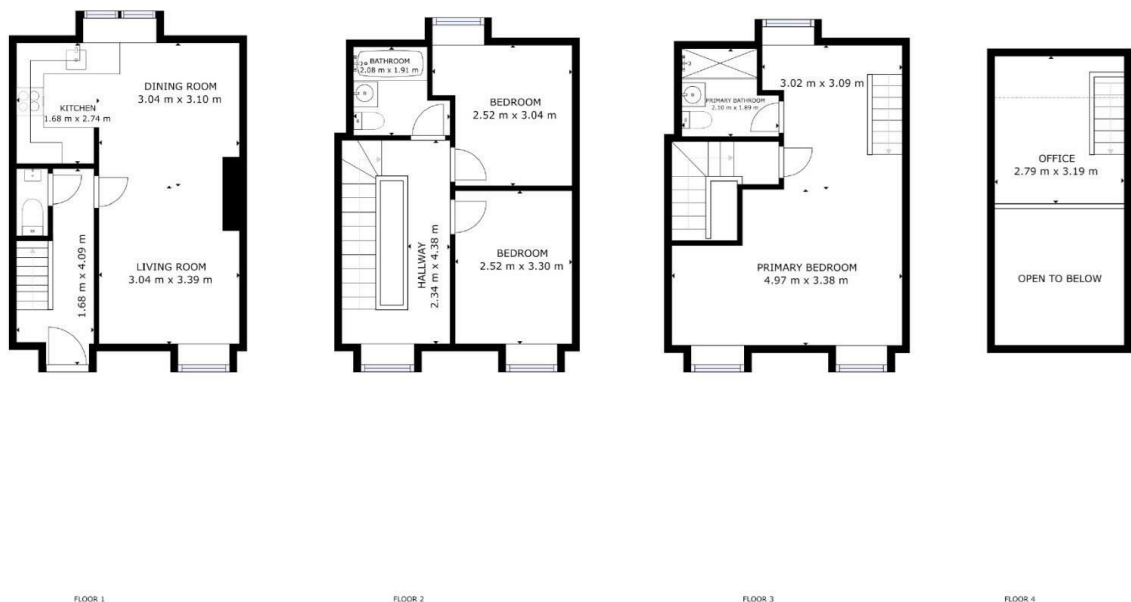 DINING ROOM
3.04 m x 3.10 m
KITCHEN
1.68 m x 2.74 m
LIVING ROOM
3.04 m x 3.39 m
1.68 m x 4.09 m
BATHROOM
2.08 m x 1.91 m
BEDROOM
2.52 m x 3.04 m
HALLWAY
2.34 m x 4.38 m
BEDROOM
2.52 m x 3.30 m
3.02 m x 3.09 m
PRIMARY BATHROOM
2.10 m x 1.89 m
PRIMARY BEDROOM
4.97 m x 3.38 m
OFFICE
2.79 m x 3.19 m
OPEN TO BELOW
FLOOR 1
FLOOR 2
FLOOR 3
FLOOR 4